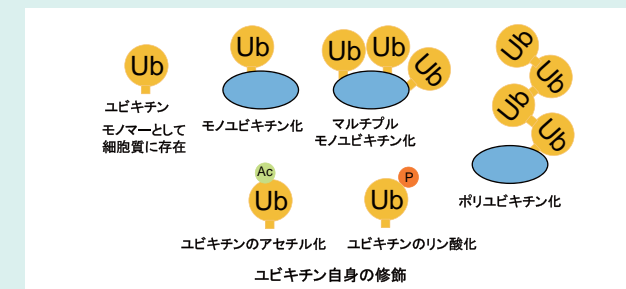 Ub
ユビキチン
モノマーとして
細胞質に存在
Ub
モノユビキチン化
Ub Ub Ub
マルチプル
モノユビキチン化
Ub
Ub
Ub
Ub
ポリユビキチン化
Ac
Ub
ユビキチンのアセチル化
P
Ub
ユビキチンのリン酸化
ユビキチン自身の修飾